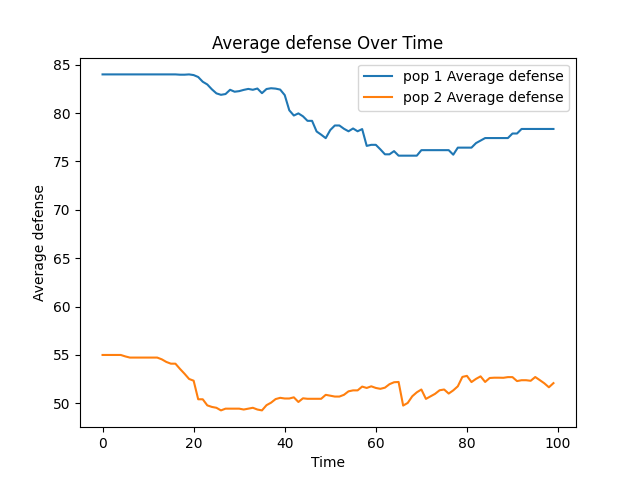 Average defense Over Time
pop 1 Average defense
pop 2 Average defense
Average defense
85
80
75
70
65
60
55
50
0 20 40 60 80 100
Time